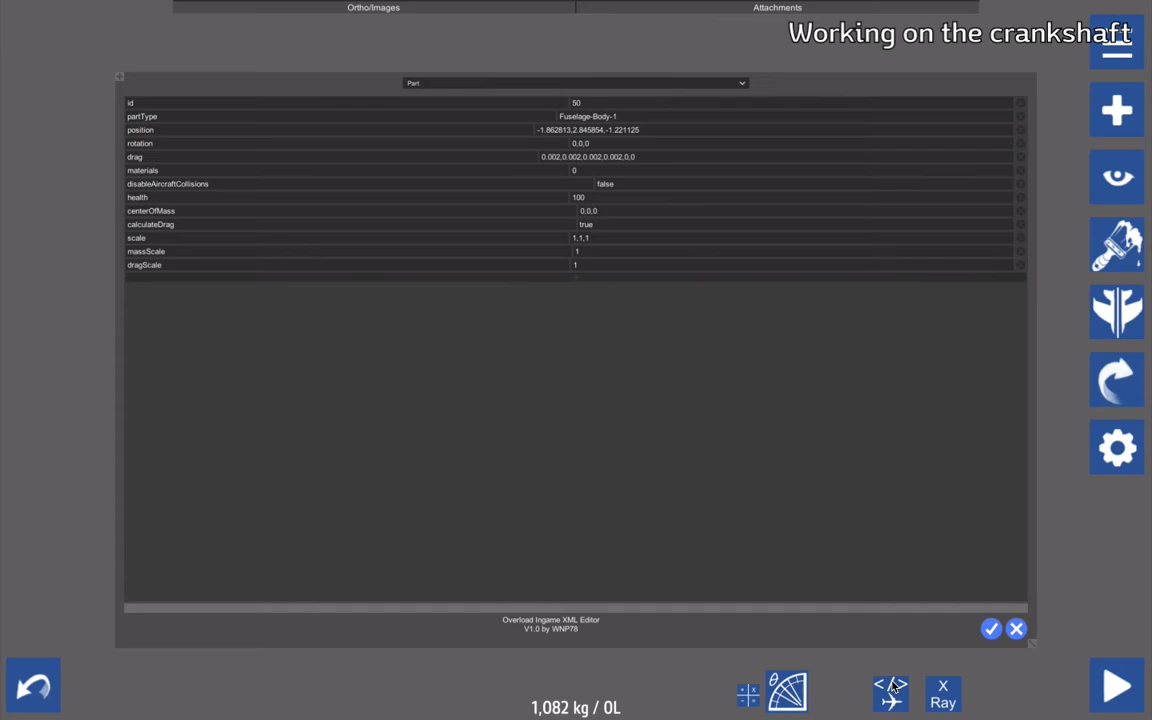 Ortho/Images
Attachments
Working on the crankshaft
Part
id 50
partType Fuselage-Body-1
position -1.862813,2.845854,-1.221125
rotation 0,0,0
drag 0.002,0.002,0.002,0.002,0,0
materials 0
disableAircraftCollisions false
health 100
centerOfMass 0,0,0
calculateDrag true
scale 1,1,1
massScale 1
dragScale 1
Overload Ingame XML Editor
V1.0 by WNP78
θ
</>
X
Ray
1,082 kg / 0L